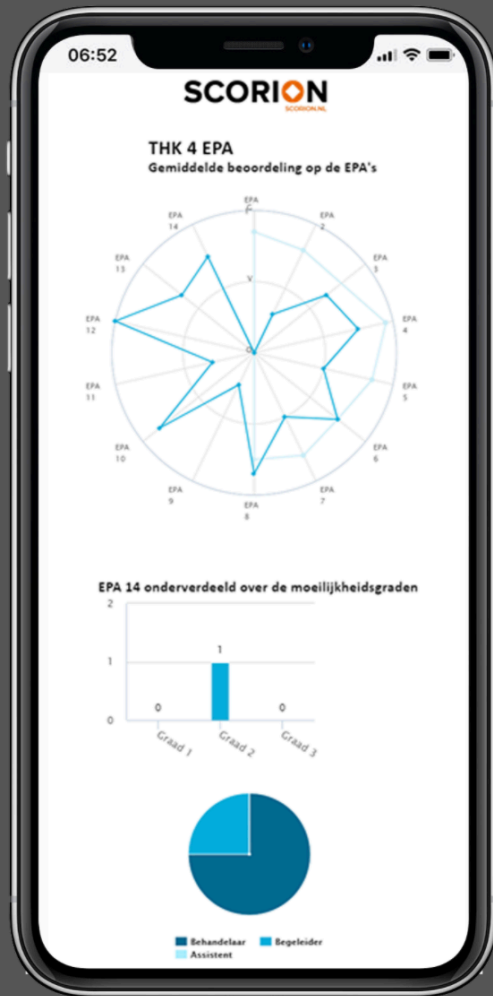 06:52
SCORION
SCORION.NL
THK 4 EPA
Gemiddelde beoordeling op de EPA's
EPA
EPA
2
EPA
3
EPA
4
EPA
5
EPA
6
EPA
7
EPA
8
EPA
9
EPA
10
EPA
11
EPA
12
EPA
13
EPA
14
V
0
EPA 14 onderverdeeld over de moeilijkheidsgraden
2
1
0
0
1
0
Graad 1
Graad 2
Graad 3
Behandelaar
Begeleider
Assistent